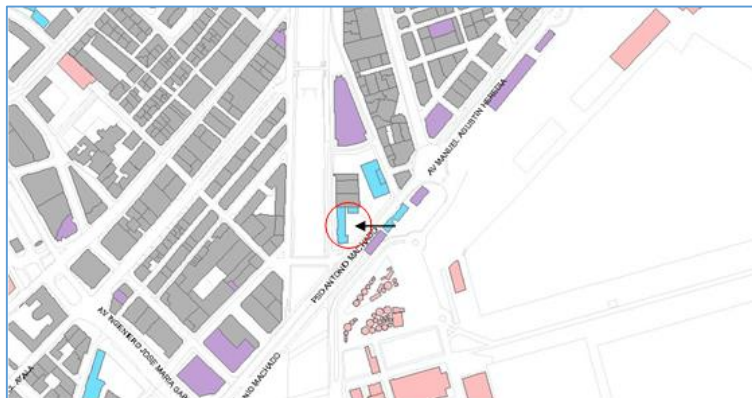 AV MANUEL AGUSTIN HEREDIA
PSO ANTONIO MACHADO
AV INGENIERO JOSE MARIA GAR
NIO MACHADO
AYALA